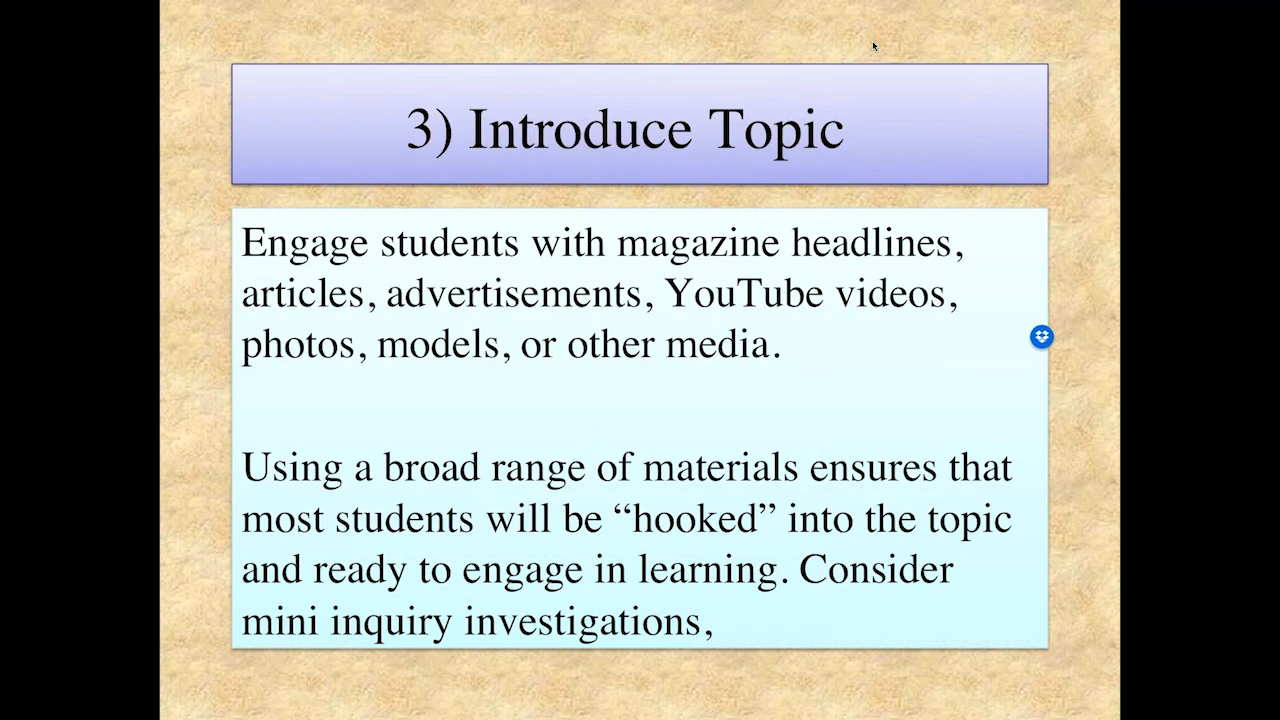 3) Introduce Topic
Engage students with magazine headlines,
articles, advertisements, YouTube videos,
photos, models, or other media.
Using a broad range of materials ensures that
most students will be “hooked” into the topic
and ready to engage in learning. Consider
mini inquiry investigations,